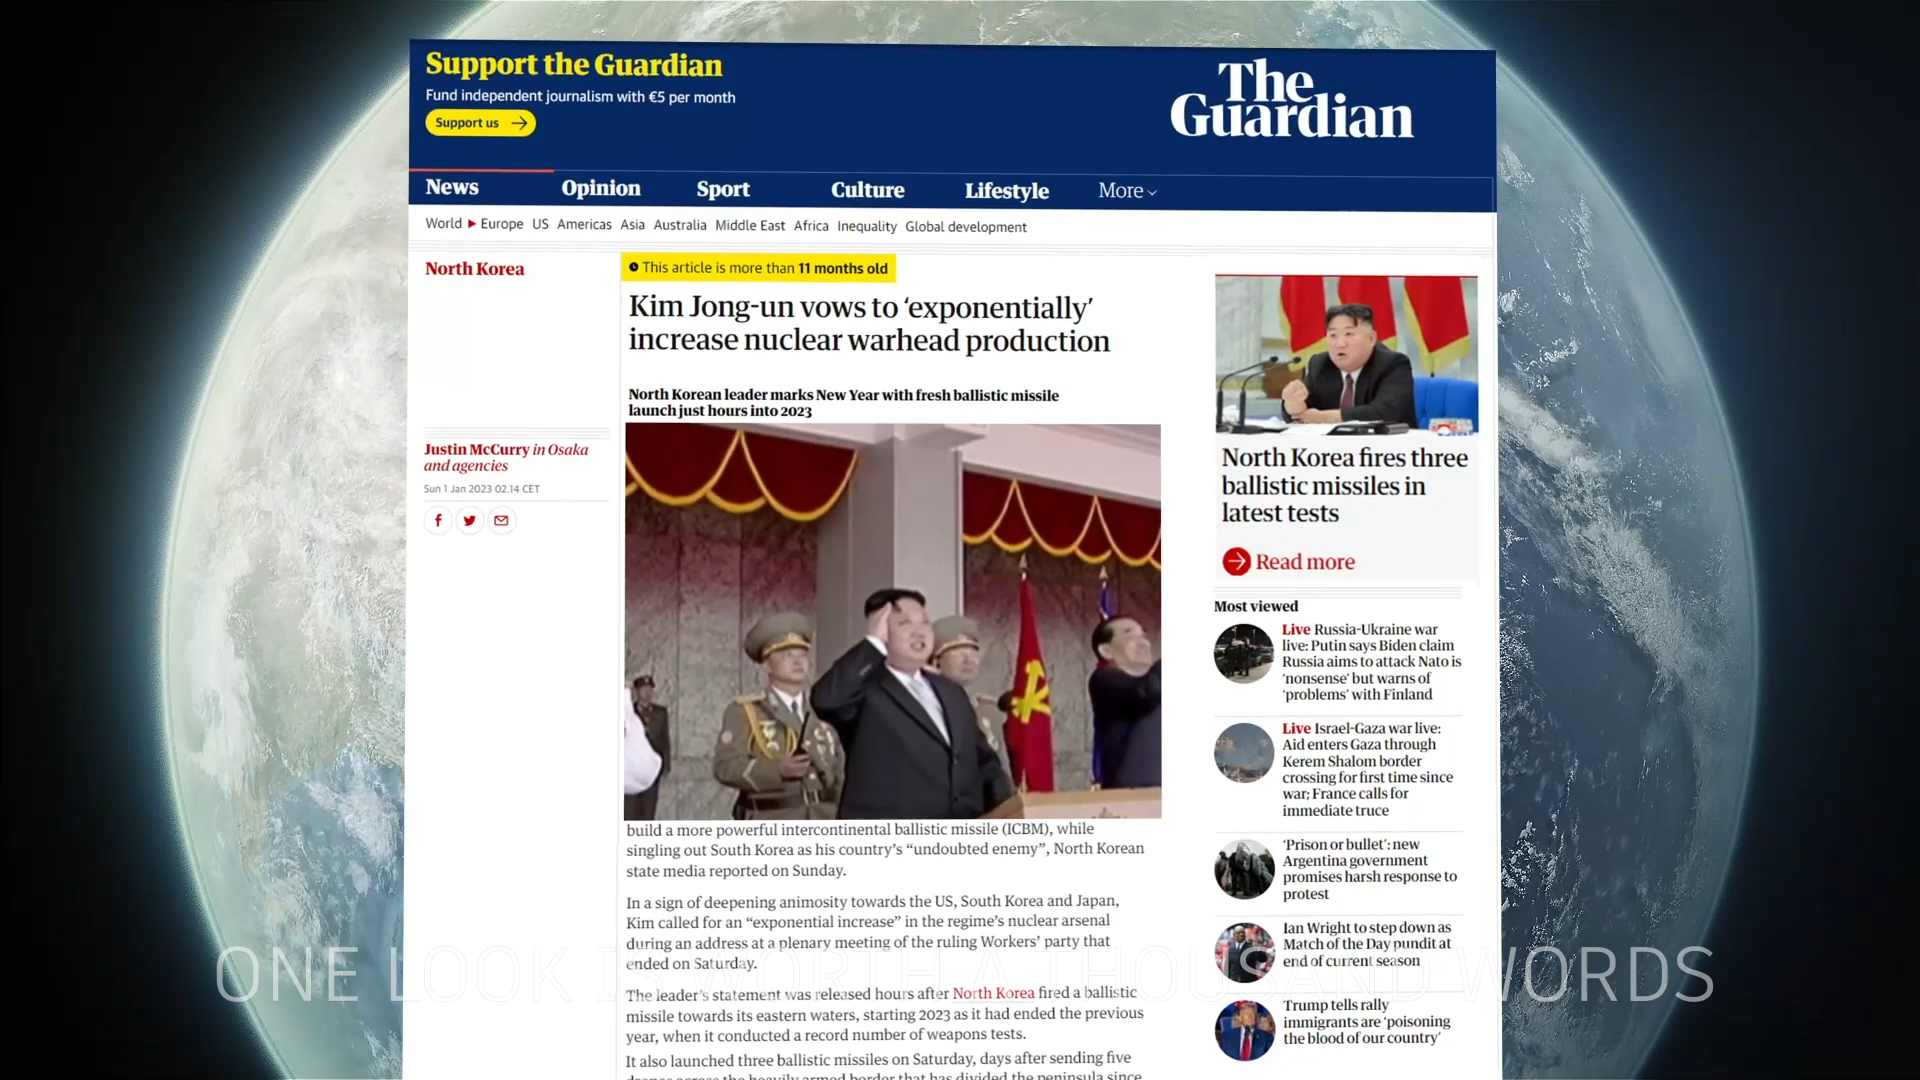 Support the Guardian
Fund independent journalism with €5 per month
Support us
The
Guardian
News
Opinion
Sport
Culture
Lifestyle
More
World
Europe
US
Americas
Asia
Australia
Middle East
Africa
Inequality
Global development
North Korea
This article is more than 11 months old
Kim Jong-un vows to ‘exponentially’
increase nuclear warhead production
North Korean leader marks New Year with fresh ballistic missile
launch just hours into 2023
Justin McCurry in Osaka
and agencies
Sun 1 Jan 2023 02.14 CET
build a more powerful intercontinental ballistic missile (ICBM), while
singling out South Korea as his country’s “undoubted enemy”, North Korean
state media reported on Sunday.
In a sign of deepening animosity towards the US, South Korea and Japan,
Kim called for an “exponential increase” in the regime’s nuclear arsenal
during an address at a plenary meeting of the ruling Workers’ party that
ended on Saturday.
The leader’s statement was released hours after North Korea fired a ballistic
missile towards its eastern waters, starting 2023 as it had ended the previous
year, when it conducted a record number of weapons tests.
It also launched three ballistic missiles on Saturday, days after sending five
drones across the heavily armed border that has divided the peninsula since
North Korea fires three
ballistic missiles in
latest tests
Read more
Most viewed
Live Russia-Ukraine war
live: Putin says Biden claim
Russia aims to attack Nato is
‘nonsense’ but warns of
‘problems’ with Finland
Live Israel-Gaza war live:
Aid enters Gaza through
Kerem Shalom border
crossing for first time since
war; France calls for
immediate truce
‘Prison or bullet’: new
Argentina government
promises harsh response to
protest
Ian Wright to step down as
Match of the Day pundit at
end of current season
Trump tells rally
immigrants are ‘poisoning
the blood of our country’
ONE LOOK IS WORTH A THOUSAND WORDS